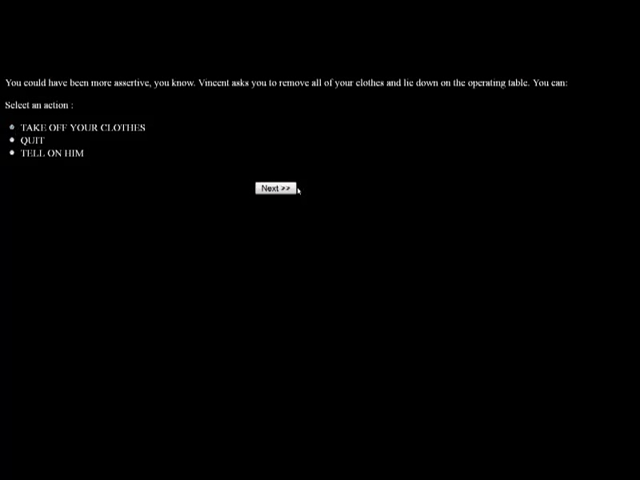 You could have been more assertive, you know. Vincent asks you to remove all of your clothes and lie down on the operating table. You can:
Select an action :
TAKE OFF YOUR CLOTHES
QUIT
TELL ON HIM
Next >>